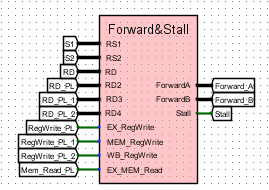 Forward&Stall
S1 RS1
S2 RS2
RD RD
RD_PL RD2 ForwardA Forward_A
RD_PL_1 RD3 ForwardB Forward_B
RD_PL_2 RD4 Stall Stall
RegWrite_PL EX_RegWrite
RegWrite_PL_1 MEM_RegWrite
RegWrite_PL_2 WB_RegWrite
Mem_Read_PL EX_MEM_Read